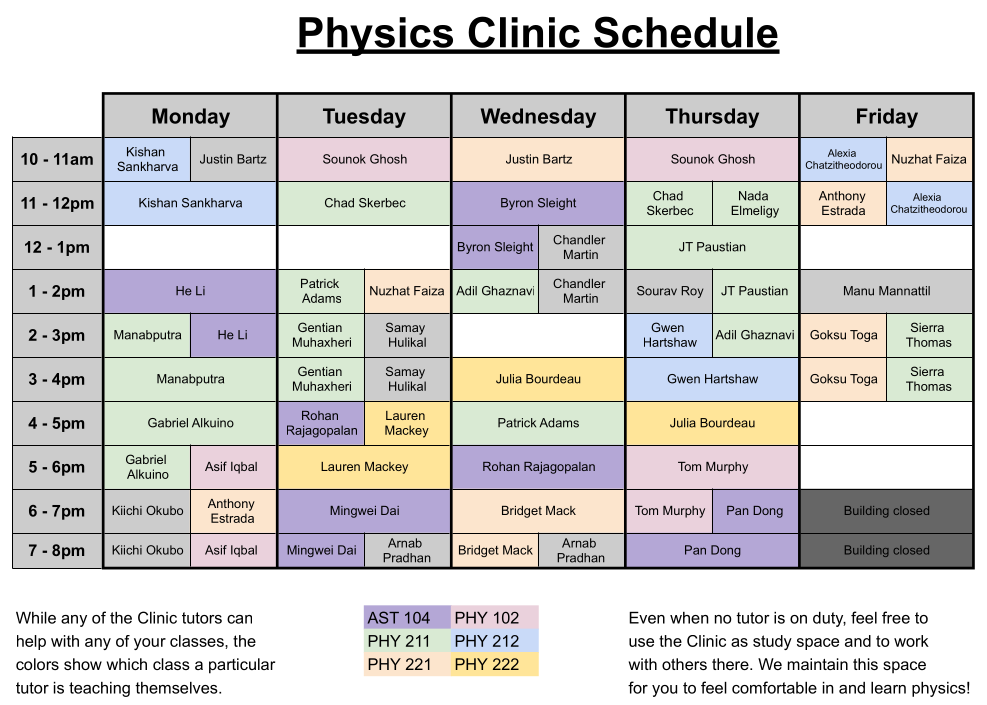 Physics Clinic Schedule
Monday Tuesday Wednesday Thursday Friday
10 - 11am
Kishan
Sankharva
Justin Bartz
Sounok Ghosh
Justin Bartz
Sounok Ghosh
Alexia
Chatzitheodorou
Nuzhat Faiza
11 - 12pm
Kishan Sankharva
Chad Skerbec
Byron Sleight
Chad
Skerbec
Nada
Elmeligy
Anthony
Estrada
Alexia
Chatzitheodorou
12 - 1pm
Byron Sleight
Chandler
Martin
JT Paustian
1 - 2pm
He Li
Patrick
Adams
Nuzhat Faiza
Adil Ghaznavi
Chandler
Martin
Sourav Roy
JT Paustian
Manu Mannattil
2 - 3pm
Manabputra
He Li
Gentian
Muhaxheri
Samay
Hulikal
Gwen
Hartshaw
Adil Ghaznavi
Goksu Toga
Sierra
Thomas
3 - 4pm
Manabputra
Gentian
Muhaxheri
Samay
Hulikal
Julia Bourdeau
Gwen Hartshaw
Goksu Toga
Sierra
Thomas
4 - 5pm
Gabriel Alkuino
Rohan
Rajagopalan
Lauren
Mackey
Patrick Adams
Julia Bourdeau
5 - 6pm
Gabriel
Alkuino
Asif Iqbal
Lauren Mackey
Rohan Rajagopalan
Tom Murphy
6 - 7pm
Kiichi Okubo
Anthony
Estrada
Mingwei Dai
Bridget Mack
Tom Murphy
Pan Dong
Building closed
7 - 8pm
Kiichi Okubo
Asif Iqbal
Mingwei Dai
Arnab
Pradhan
Bridget Mack
Arnab
Pradhan
Pan Dong
Building closed
While any of the Clinic tutors can
help with any of your classes, the
colors show which class a particular
tutor is teaching themselves.
AST 104 PHY 102
PHY 211 PHY 212
PHY 221 PHY 222
Even when no tutor is on duty, feel free to
use the Clinic as study space and to work
with others there. We maintain this space
for you to feel comfortable in and learn physics!